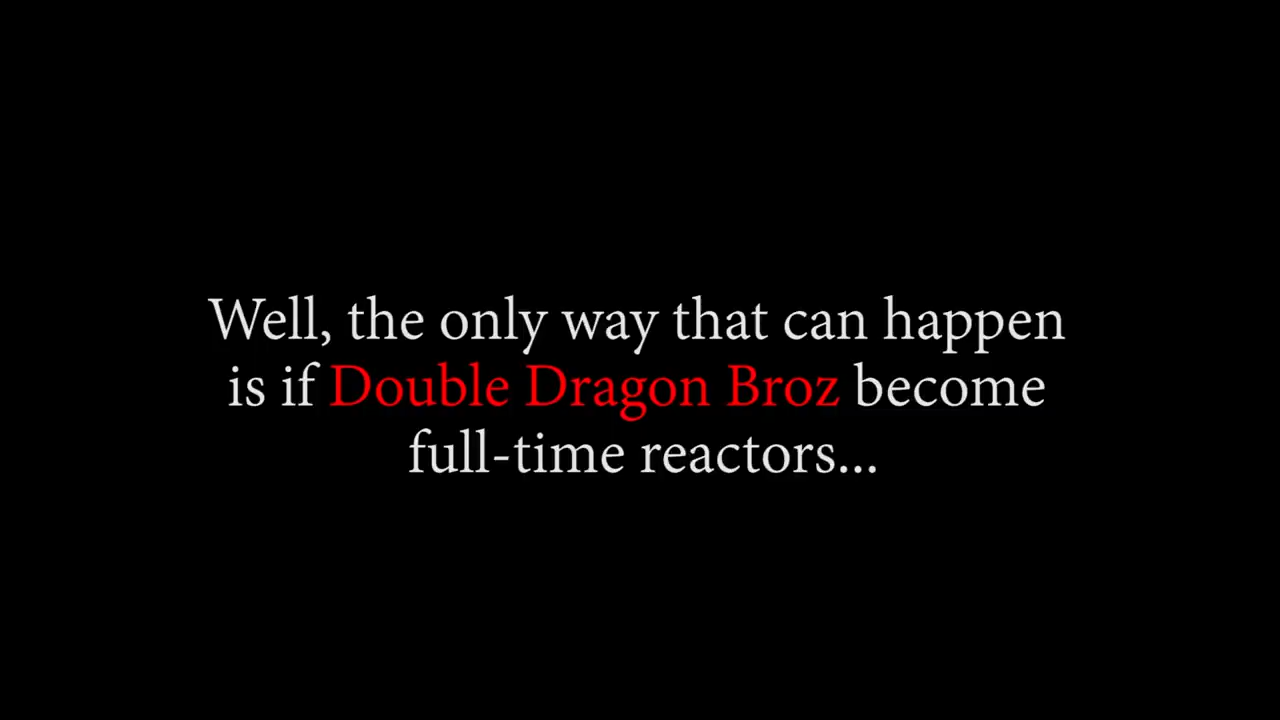 Well, the only way that can happen
is if Double Dragon Broz become
full-time reactors...